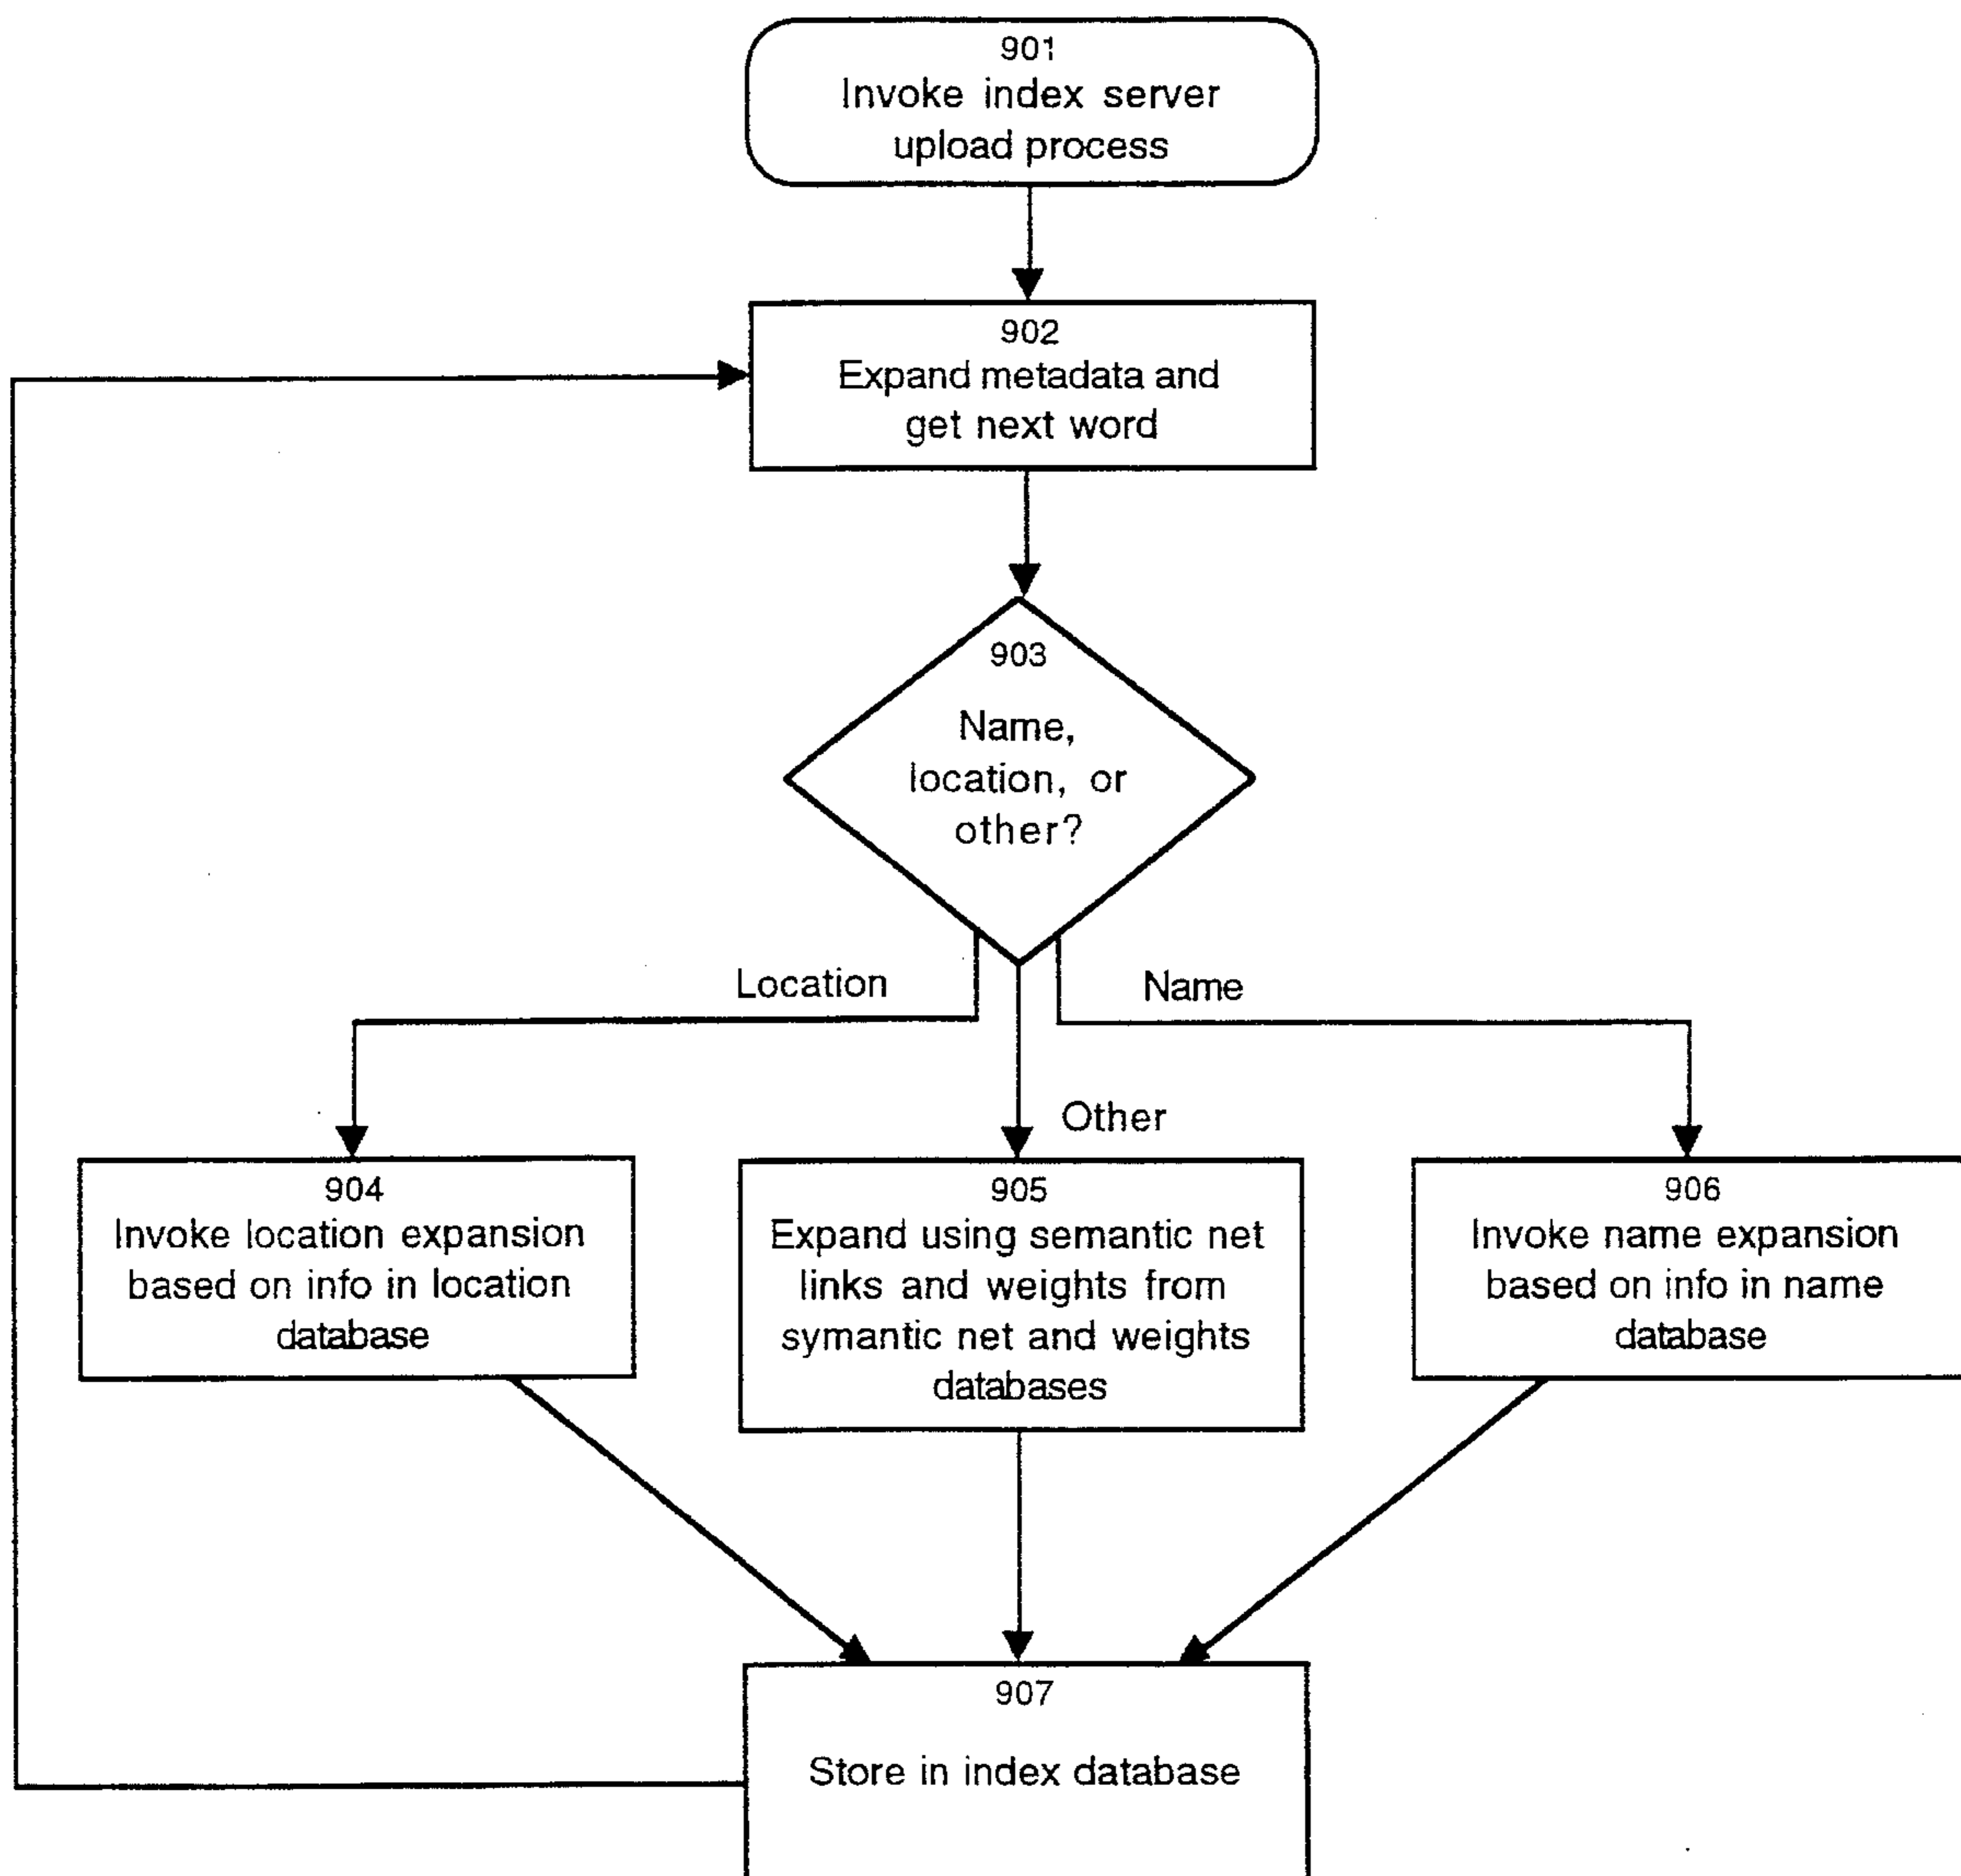 901
Invoke index server
upload process
902
Expand metadata and
get next word
903
Name,
location, or
other?
Location
Name
Other
904
Invoke location expansion
based on info in location
database
905
Expand using semantic net
links and weights from
symantic net and weights
databases
906
Invoke name expansion
based on info in name
database
907
Store in index database